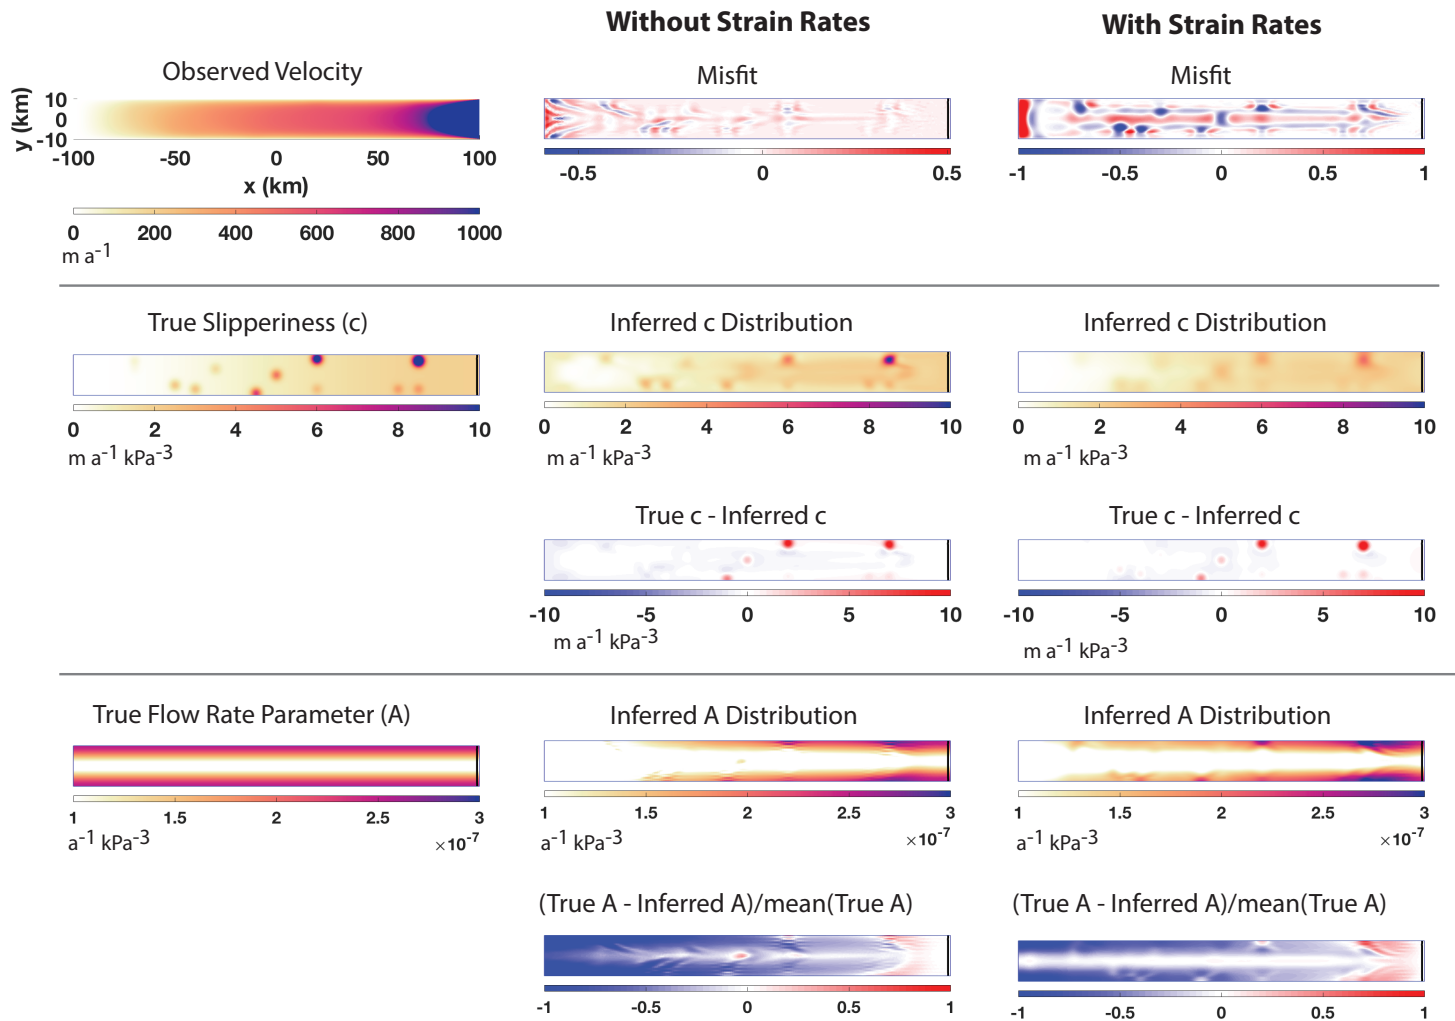 Without Strain Rates
With Strain Rates
Observed Velocity
Misfit
Misfit
y (km)
10
0
-10
-100 -50 0 50 100
x (km)
0 200 400 600 800 1000
m a-1
-0.5 0 0.5
-1 -0.5 0 0.5 1
True Slipperiness (c)
Inferred c Distribution
Inferred c Distribution
0 2 4 6 8 10
m a-1 kPa-3
0 2 4 6 8 10
m a-1 kPa-3
0 2 4 6 8 10
m a-1 kPa-3
True c - Inferred c
True c - Inferred c
-10 -5 0 5 10
m a-1 kPa-3
-10 -5 0 5 10
m a-1 kPa-3
True Flow Rate Parameter (A)
Inferred A Distribution
Inferred A Distribution
1 1.5 2 2.5 3
a-1 kPa-3 ×10-7
1 1.5 2 2.5 3
a-1 kPa-3 ×10-7
1 1.5 2 2.5 3
a-1 kPa-3 ×10-7
(True A - Inferred A)/mean(True A)
(True A - Inferred A)/mean(True A)
-1 -0.5 0 0.5 1
-1 -0.5 0 0.5 1